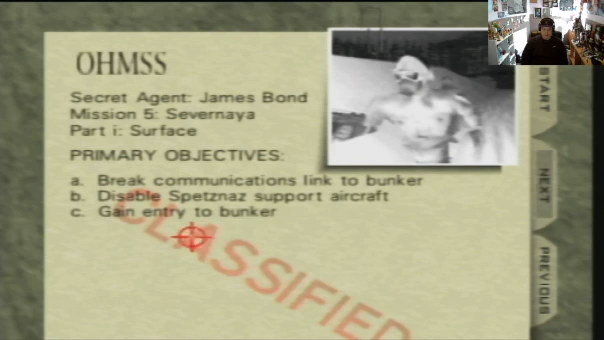 OHMSS
Secret Agent: James Bond
Mission 5: Severnaya
Part i: Surface
PRIMARY OBJECTIVES:
a. Break communications link to bunker
b. Disable Spetznaz support aircraft
c. Gain entry to bunker
CLASSIFIED
START
NEXT
PREVIOUS